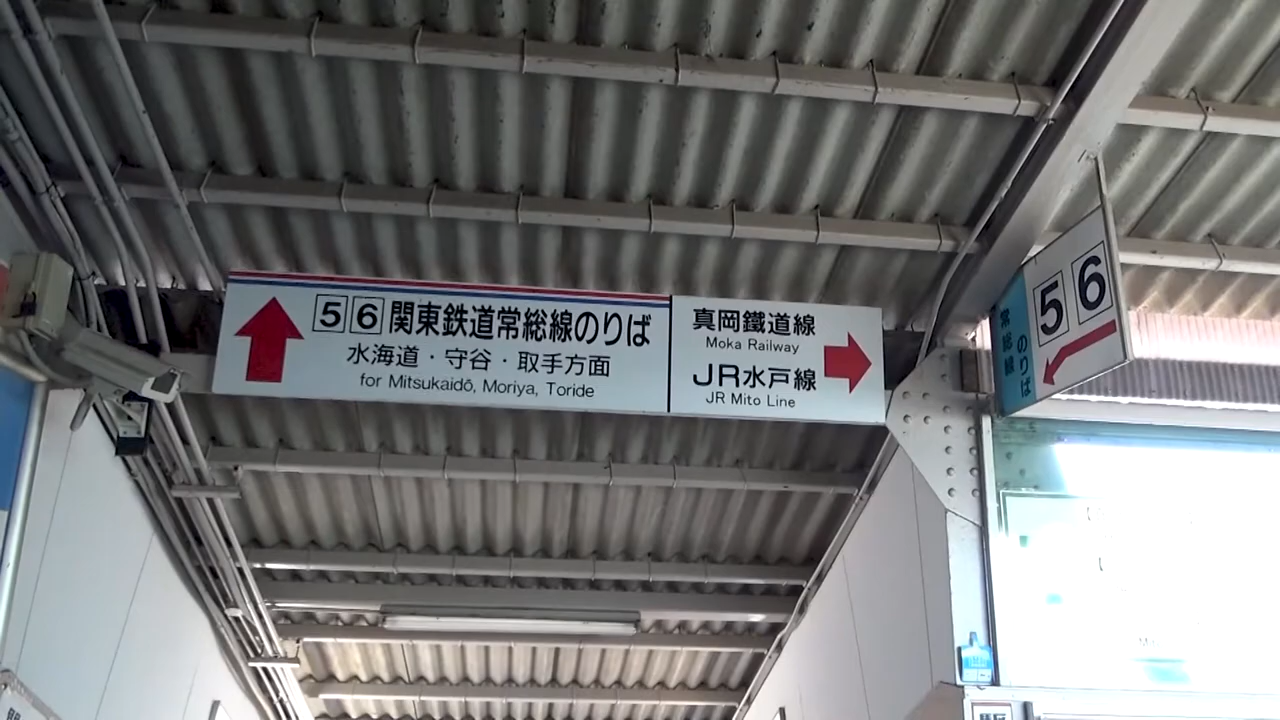 56関東鉄道常総線のりば
水海道・守谷・取手方面
for Mitsukaidō, Moriya, Toride
真岡鐵道線
Moka Railway
JR水戸線
JR Mito Line
5 6
常総線
のりば